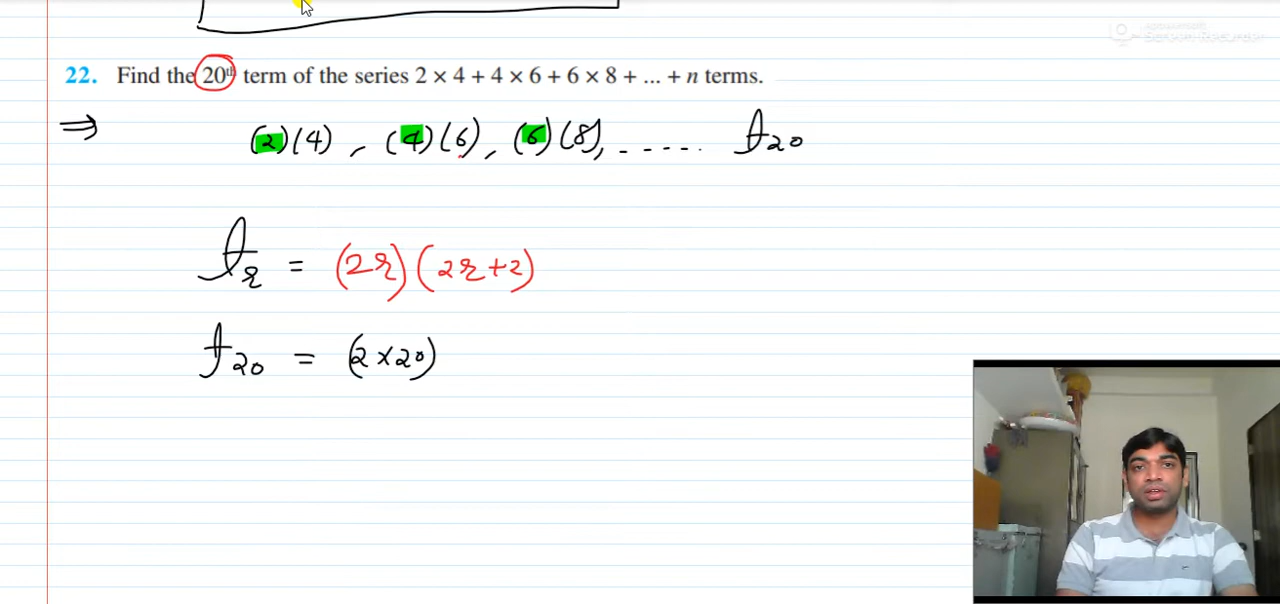 22. Find the 20th term of the series 2 × 4 + 4 × 6 + 6 × 8 + ... + n terms.
⇒ (2)(4), (4)(6), (6)(8), ....... t20
tr = (2r)(2r+2)
t20 = (2×20)